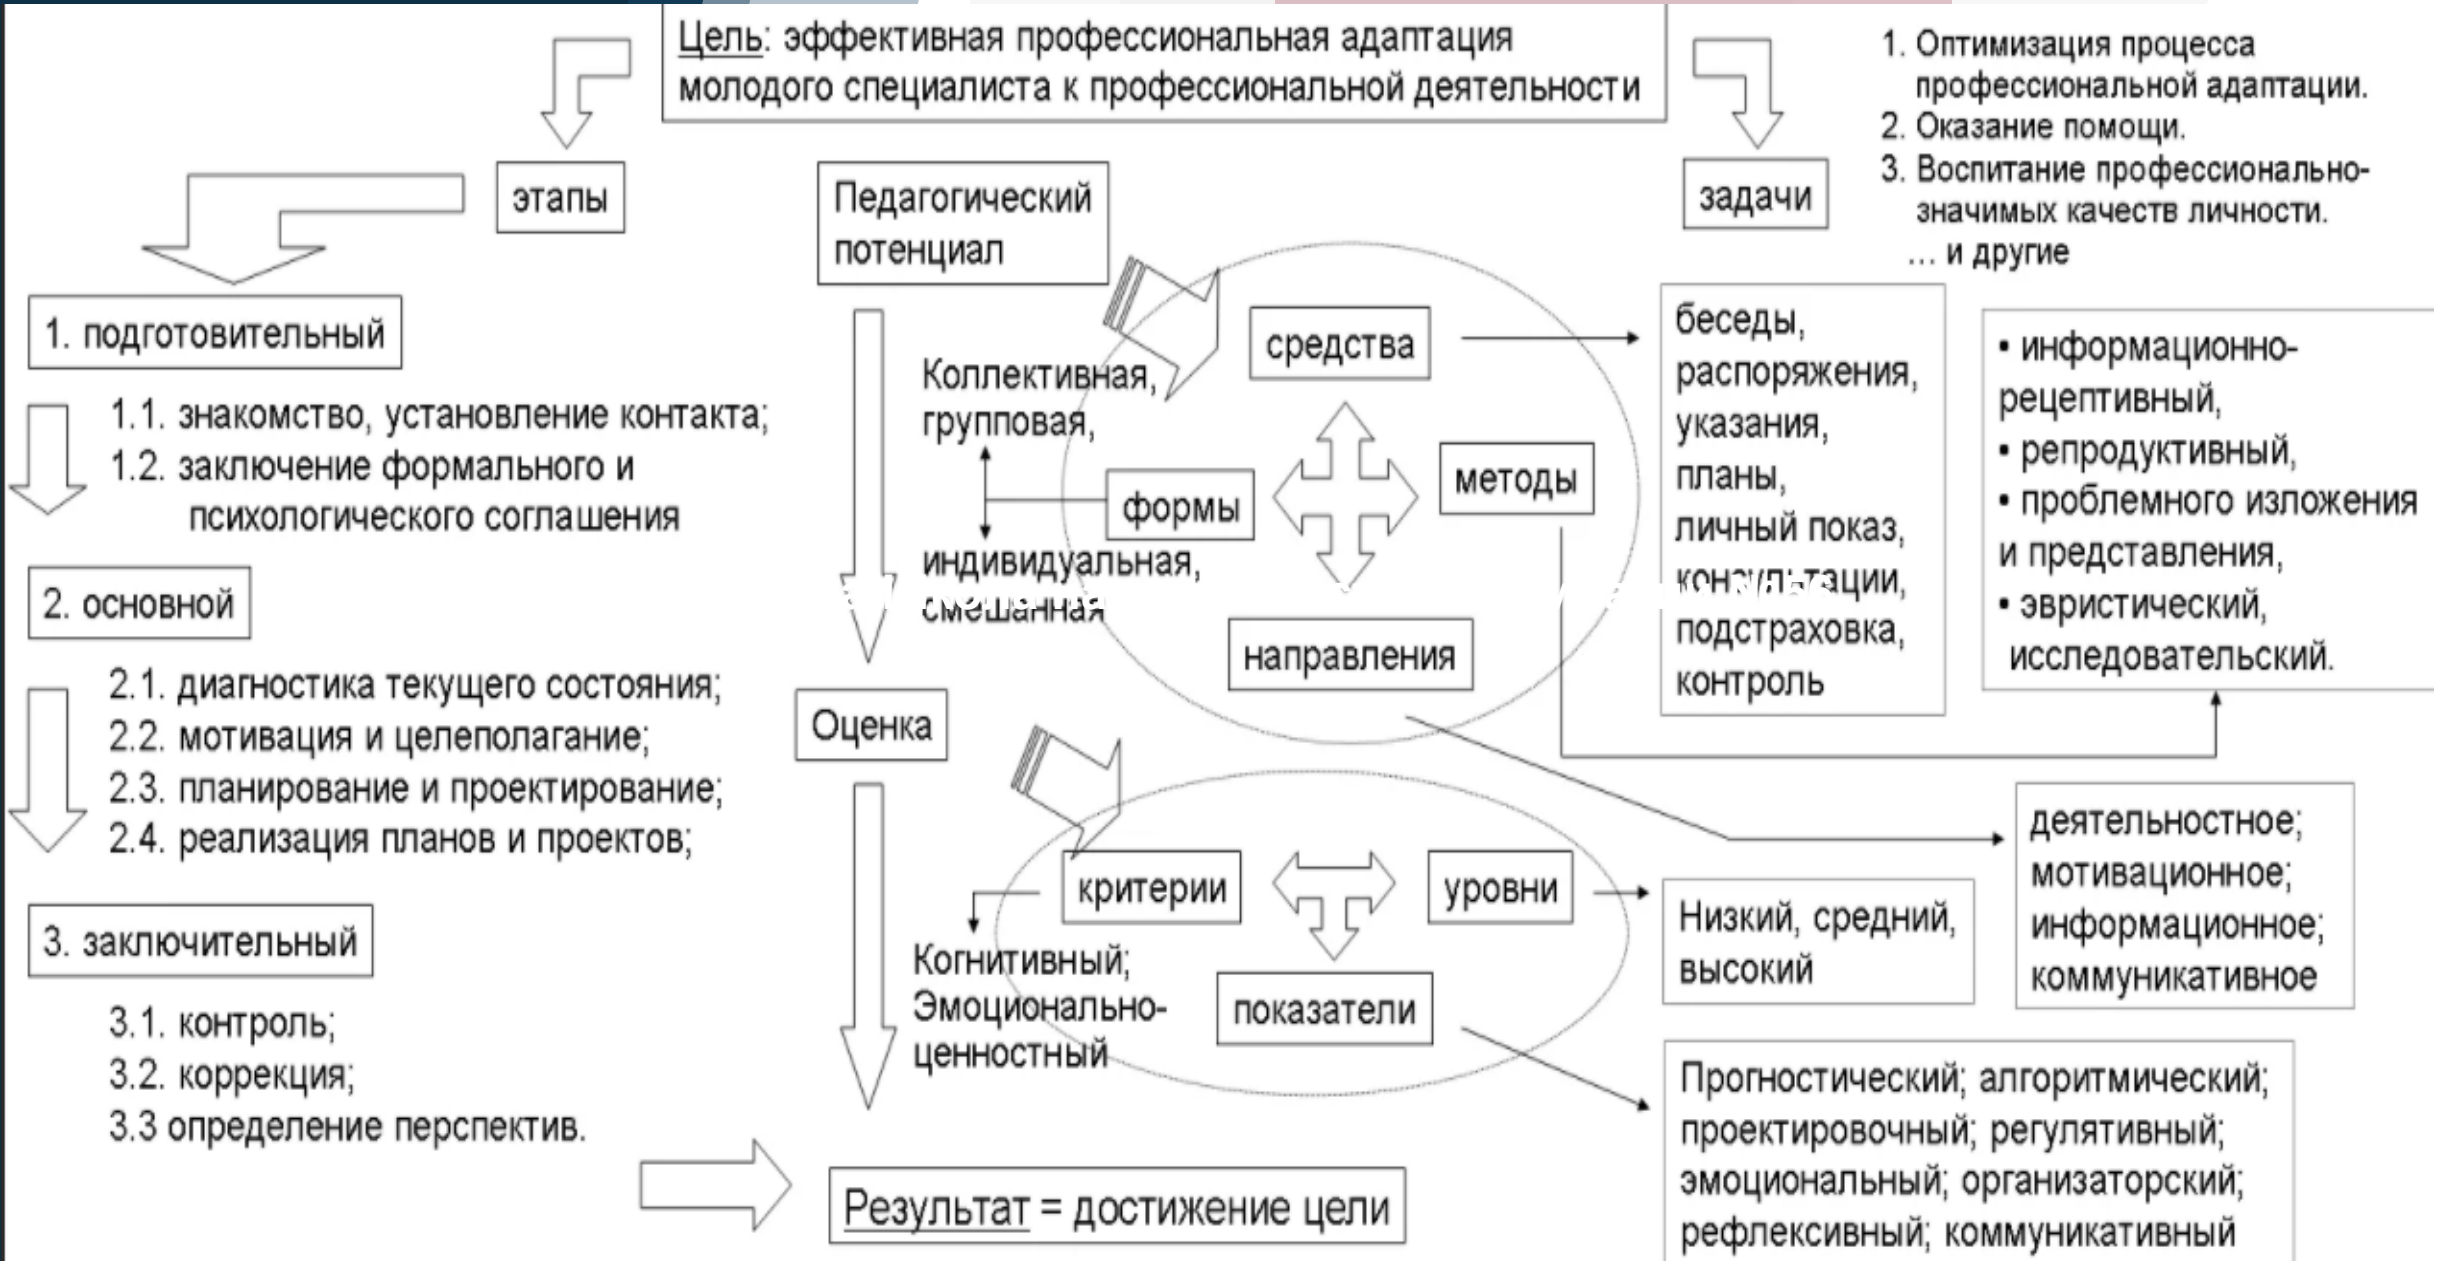 Цель: эффективная профессиональная адаптация
молодого специалиста к профессиональной деятельности
1. Оптимизация процесса
профессиональной адаптации.
2. Оказание помощи.
3. Воспитание профессионально-
значимых качеств личности.
... и другие
этапы
Педагогический
потенциал
задачи
1. подготовительный
1.1. знакомство, установление контакта;
1.2. заключение формального и
психологического соглашения
2. основной
2.1. диагностика текущего состояния;
2.2. мотивация и целеполагание;
2.3. планирование и проектирование;
2.4. реализация планов и проектов;
3. заключительный
3.1. контроль;
3.2. коррекция;
3.3 определение перспектив.
Коллективная,
групповая,
формы
индивидуальная,
смешанная
средства
методы
направления
беседы,
распоряжения,
указания,
планы,
личный показ,
консультации,
подстраховка,
контроль
• информационно-
рецептивный,
• репродуктивный,
• проблемного изложения
и представления,
• эвристический,
исследовательский.
Оценка
критерии
уровни
показатели
Когнитивный;
Эмоционально-
ценностный
Низкий, средний,
высокий
деятельностное;
мотивационное;
информационное;
коммуникативное
Прогностический; алгоритмический;
проектировочный; регулятивный;
эмоциональный; организаторский;
рефлексивный; коммуникативный
Результат = достижение цели